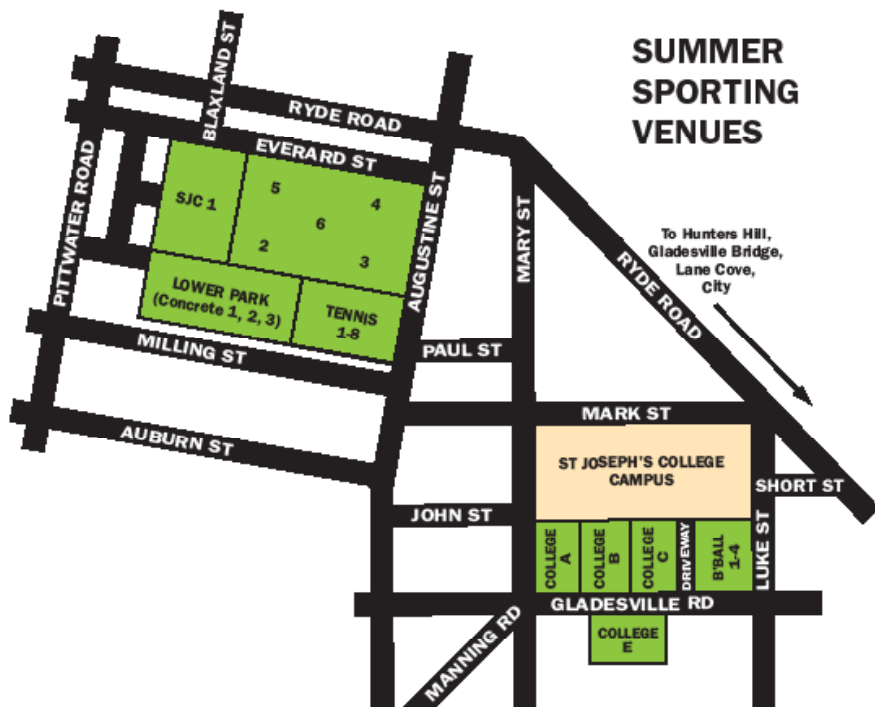 SUMMER
SPORTING
VENUES
BLAXLAND ST
RYDE ROAD
EVERARD ST
PITTWATER ROAD
SJC 1
5
4
6
2
3
AUGUSTINE ST
MARY ST
To Hunters Hill,
Gladesville Bridge,
Lane Cove,
City
RYDE ROAD
LOWER PARK
(Concrete 1, 2, 3)
TENNIS
1-8
MILLING ST
PAUL ST
AUBURN ST
MARK ST
ST JOSEPH'S COLLEGE
CAMPUS
SHORT ST
JOHN ST
COLLEGE
A
COLLEGE
B
COLLEGE
C
DRIVEWAY
B'BALL
1-4
LUKE ST
GLADESVILLE RD
MANNING RD
COLLEGE
E